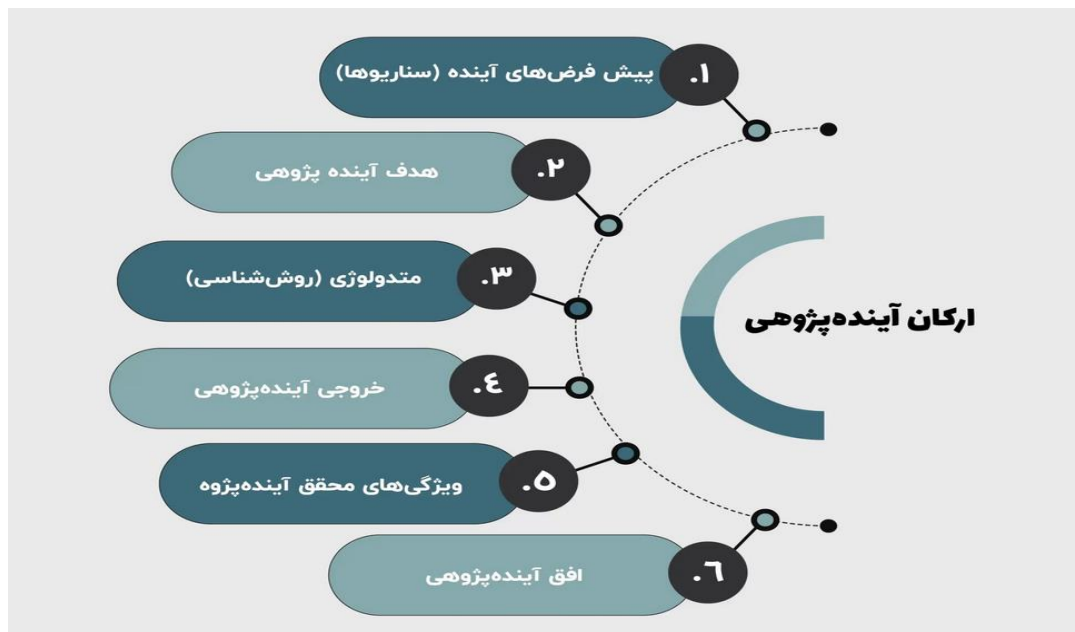 ارکان آینده‌پژوهی
۱.
پیش فرض‌های آینده (سناریوها)
۲.
هدف آینده پژوهی
۳.
متدولوژی (روش‌شناسی)
٤.
خروجی آینده‌پژوهی
٥.
ویژگی‌های محقق آینده‌پژوه
٦.
افق آینده‌پژوهی